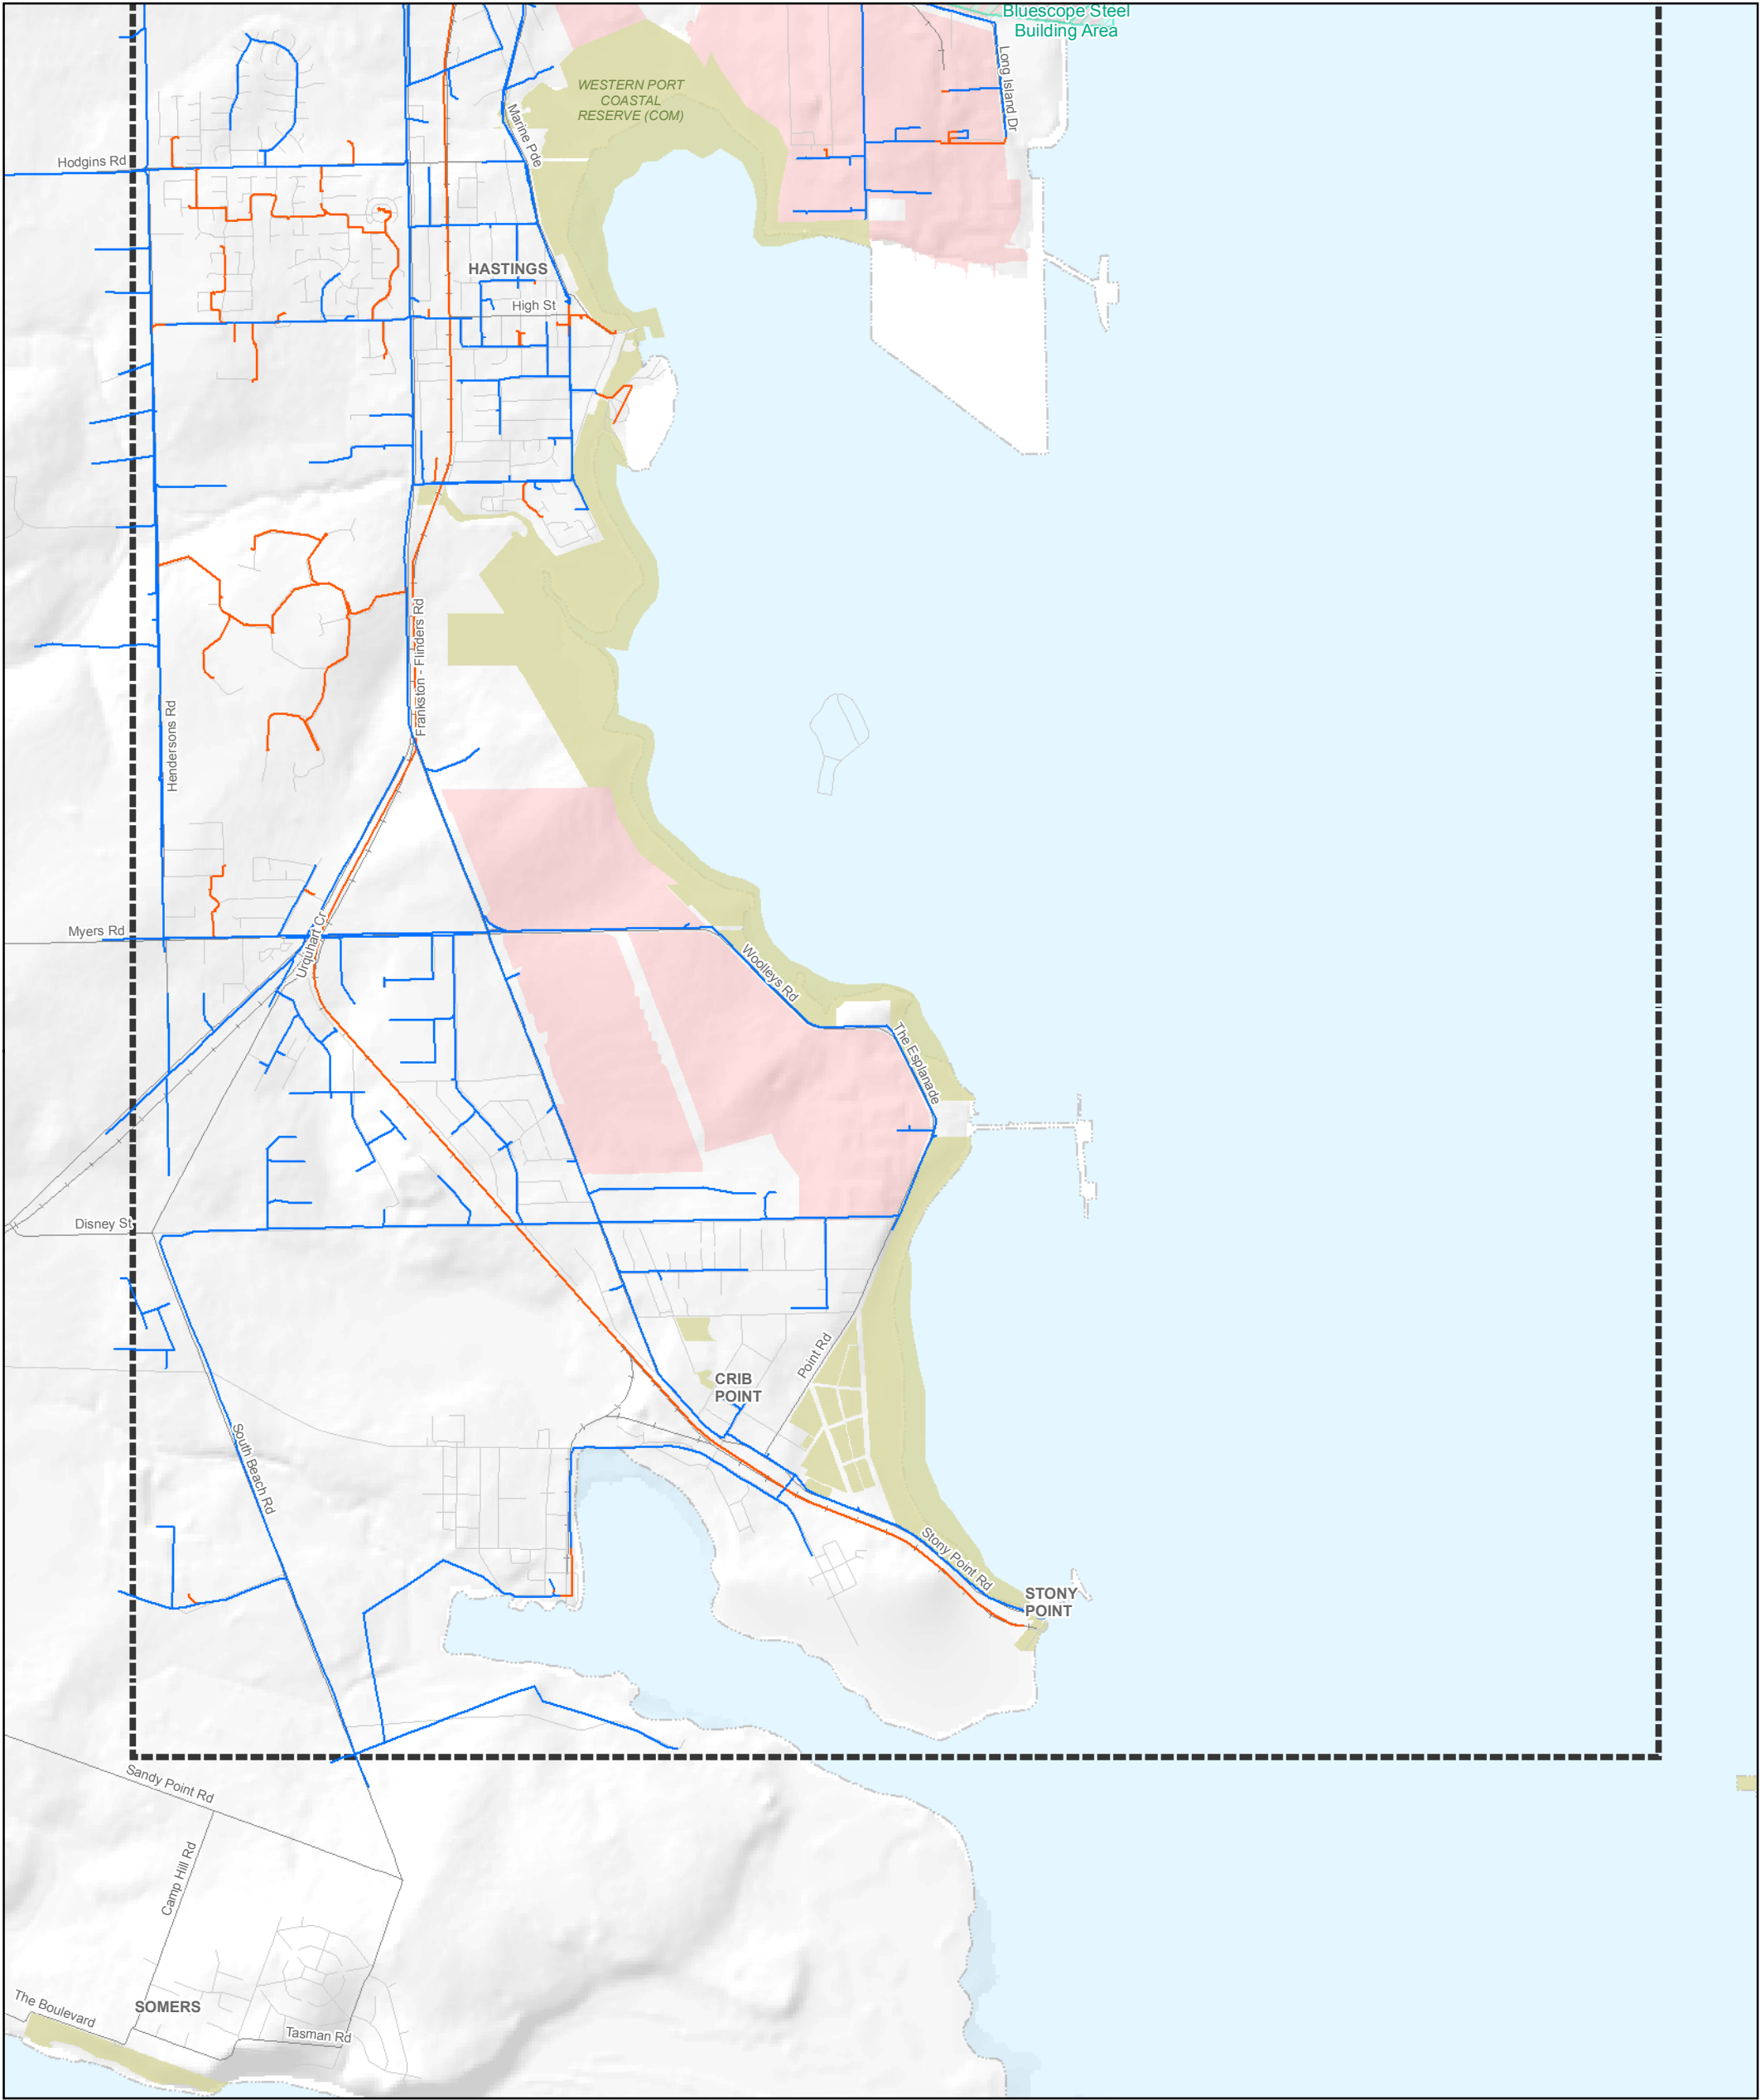 Bluescope Steel
Building Area
Long Island Dr
WESTERN PORT
COASTAL
RESERVE (COM)
Marine Pde
Hodgins Rd
HASTINGS
High St
Frankston - Flinders Rd
Hendersons Rd
Myers Rd
Urquhart Cr
Woolleys Rd
The Esplanade
Disney St
Point Rd
CRIB
POINT
South Beach Rd
Stony Point Rd
STONY
POINT
Sandy Point Rd
Camp Hill Rd
The Boulevard
SOMERS
Tasman Rd